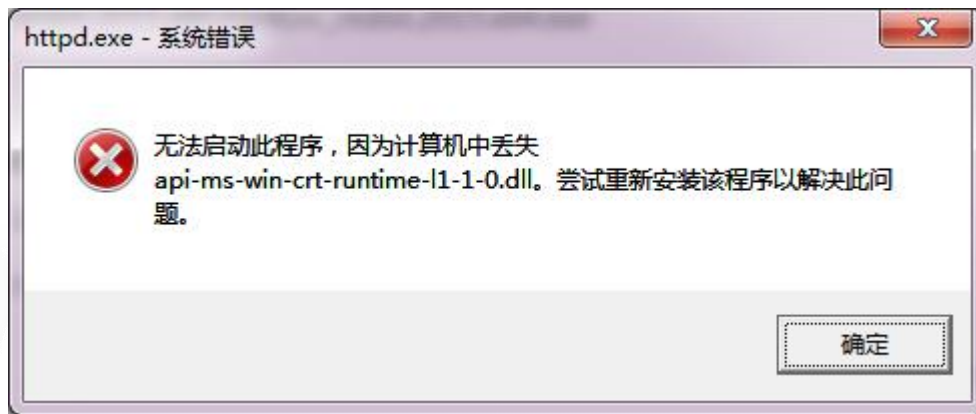 httpd.exe - 系统错误
无法启动此程序，因为计算机中丢失
api-ms-win-crt-runtime-l1-1-0.dll。尝试重新安装该程序以解决此问
题。
确定